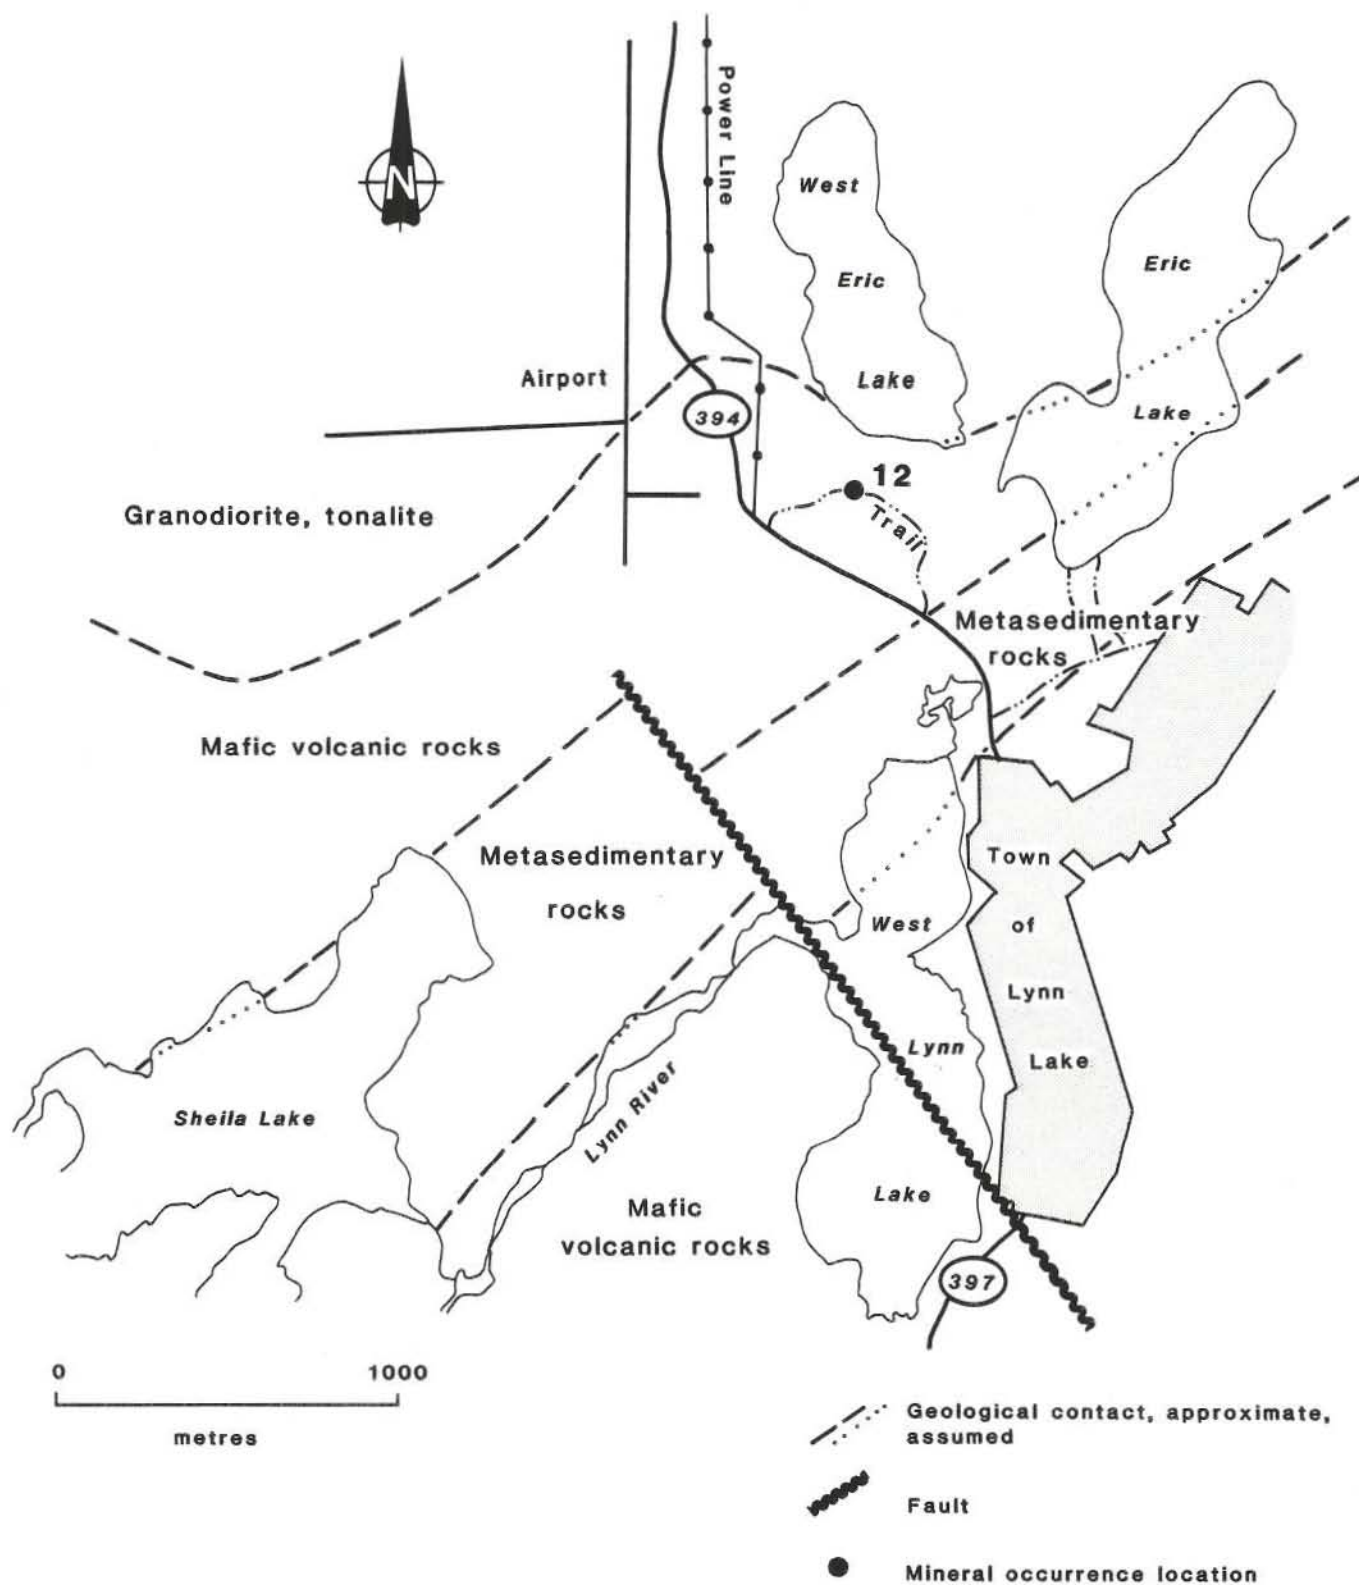 Power Line
N
West
Eric
Lake
Eric
Lake
Airport
394
12
Trail
Granodiorite, tonalite
Metasedimentary
rocks
Mafic volcanic rocks
Metasedimentary
rocks
Town
of
Lynn
Lake
West
Lynn
Lake
Sheila Lake
Lynn River
Mafic
volcanic rocks
397
0 1000
metres
Geological contact, approximate,
assumed
Fault
Mineral occurrence location